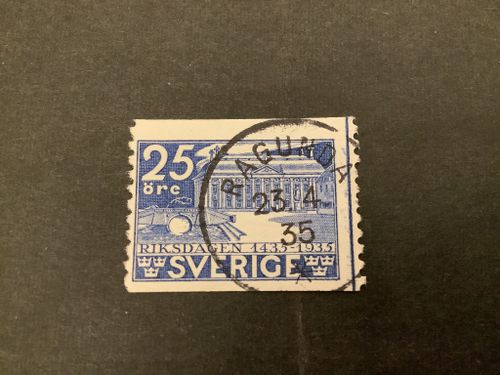 25
öre
RAGUNDA
23.4
35
RIKSDAGEN 1435-1935
SVERIGE